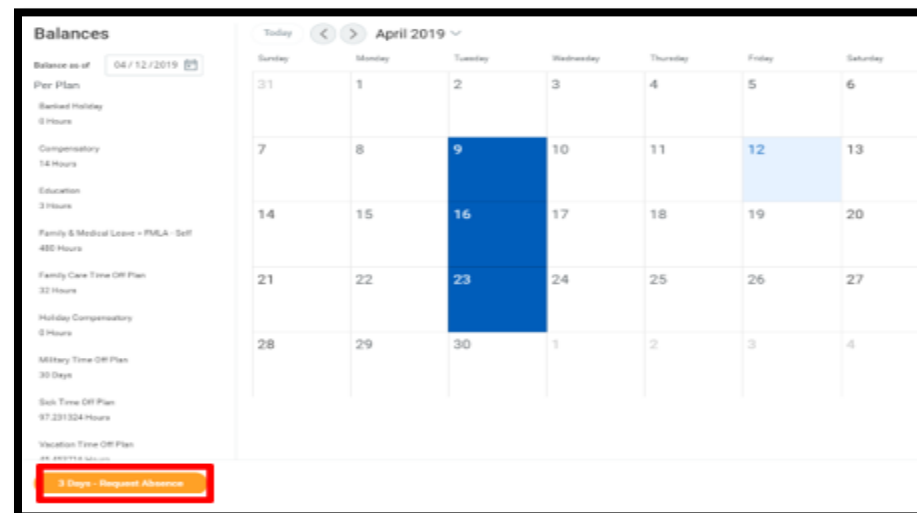 Balances
Today < > April 2019
Balance as of 04/12/2019
Sunday Monday Tuesday Wednesday Thursday Friday Saturday
Per Plan
31 1 2 3 4 5 6
Banked Holiday
0 Hours
Compensatory
14 Hours
7 8 9 10 11 12 13
Education
3 Hours
14 15 16 17 18 19 20
Family & Medical Leave > FMLA - Self
480 Hours
Family Care Time Off Plan
32 Hours
21 22 23 24 25 26 27
Holiday Compensatory
0 Hours
28 29 30 1 2 3 4
Military Time Off Plan
30 Days
Sick Time Off Plan
97.231324 Hours
Vacation Time Off Plan
3 Days - Request Absence